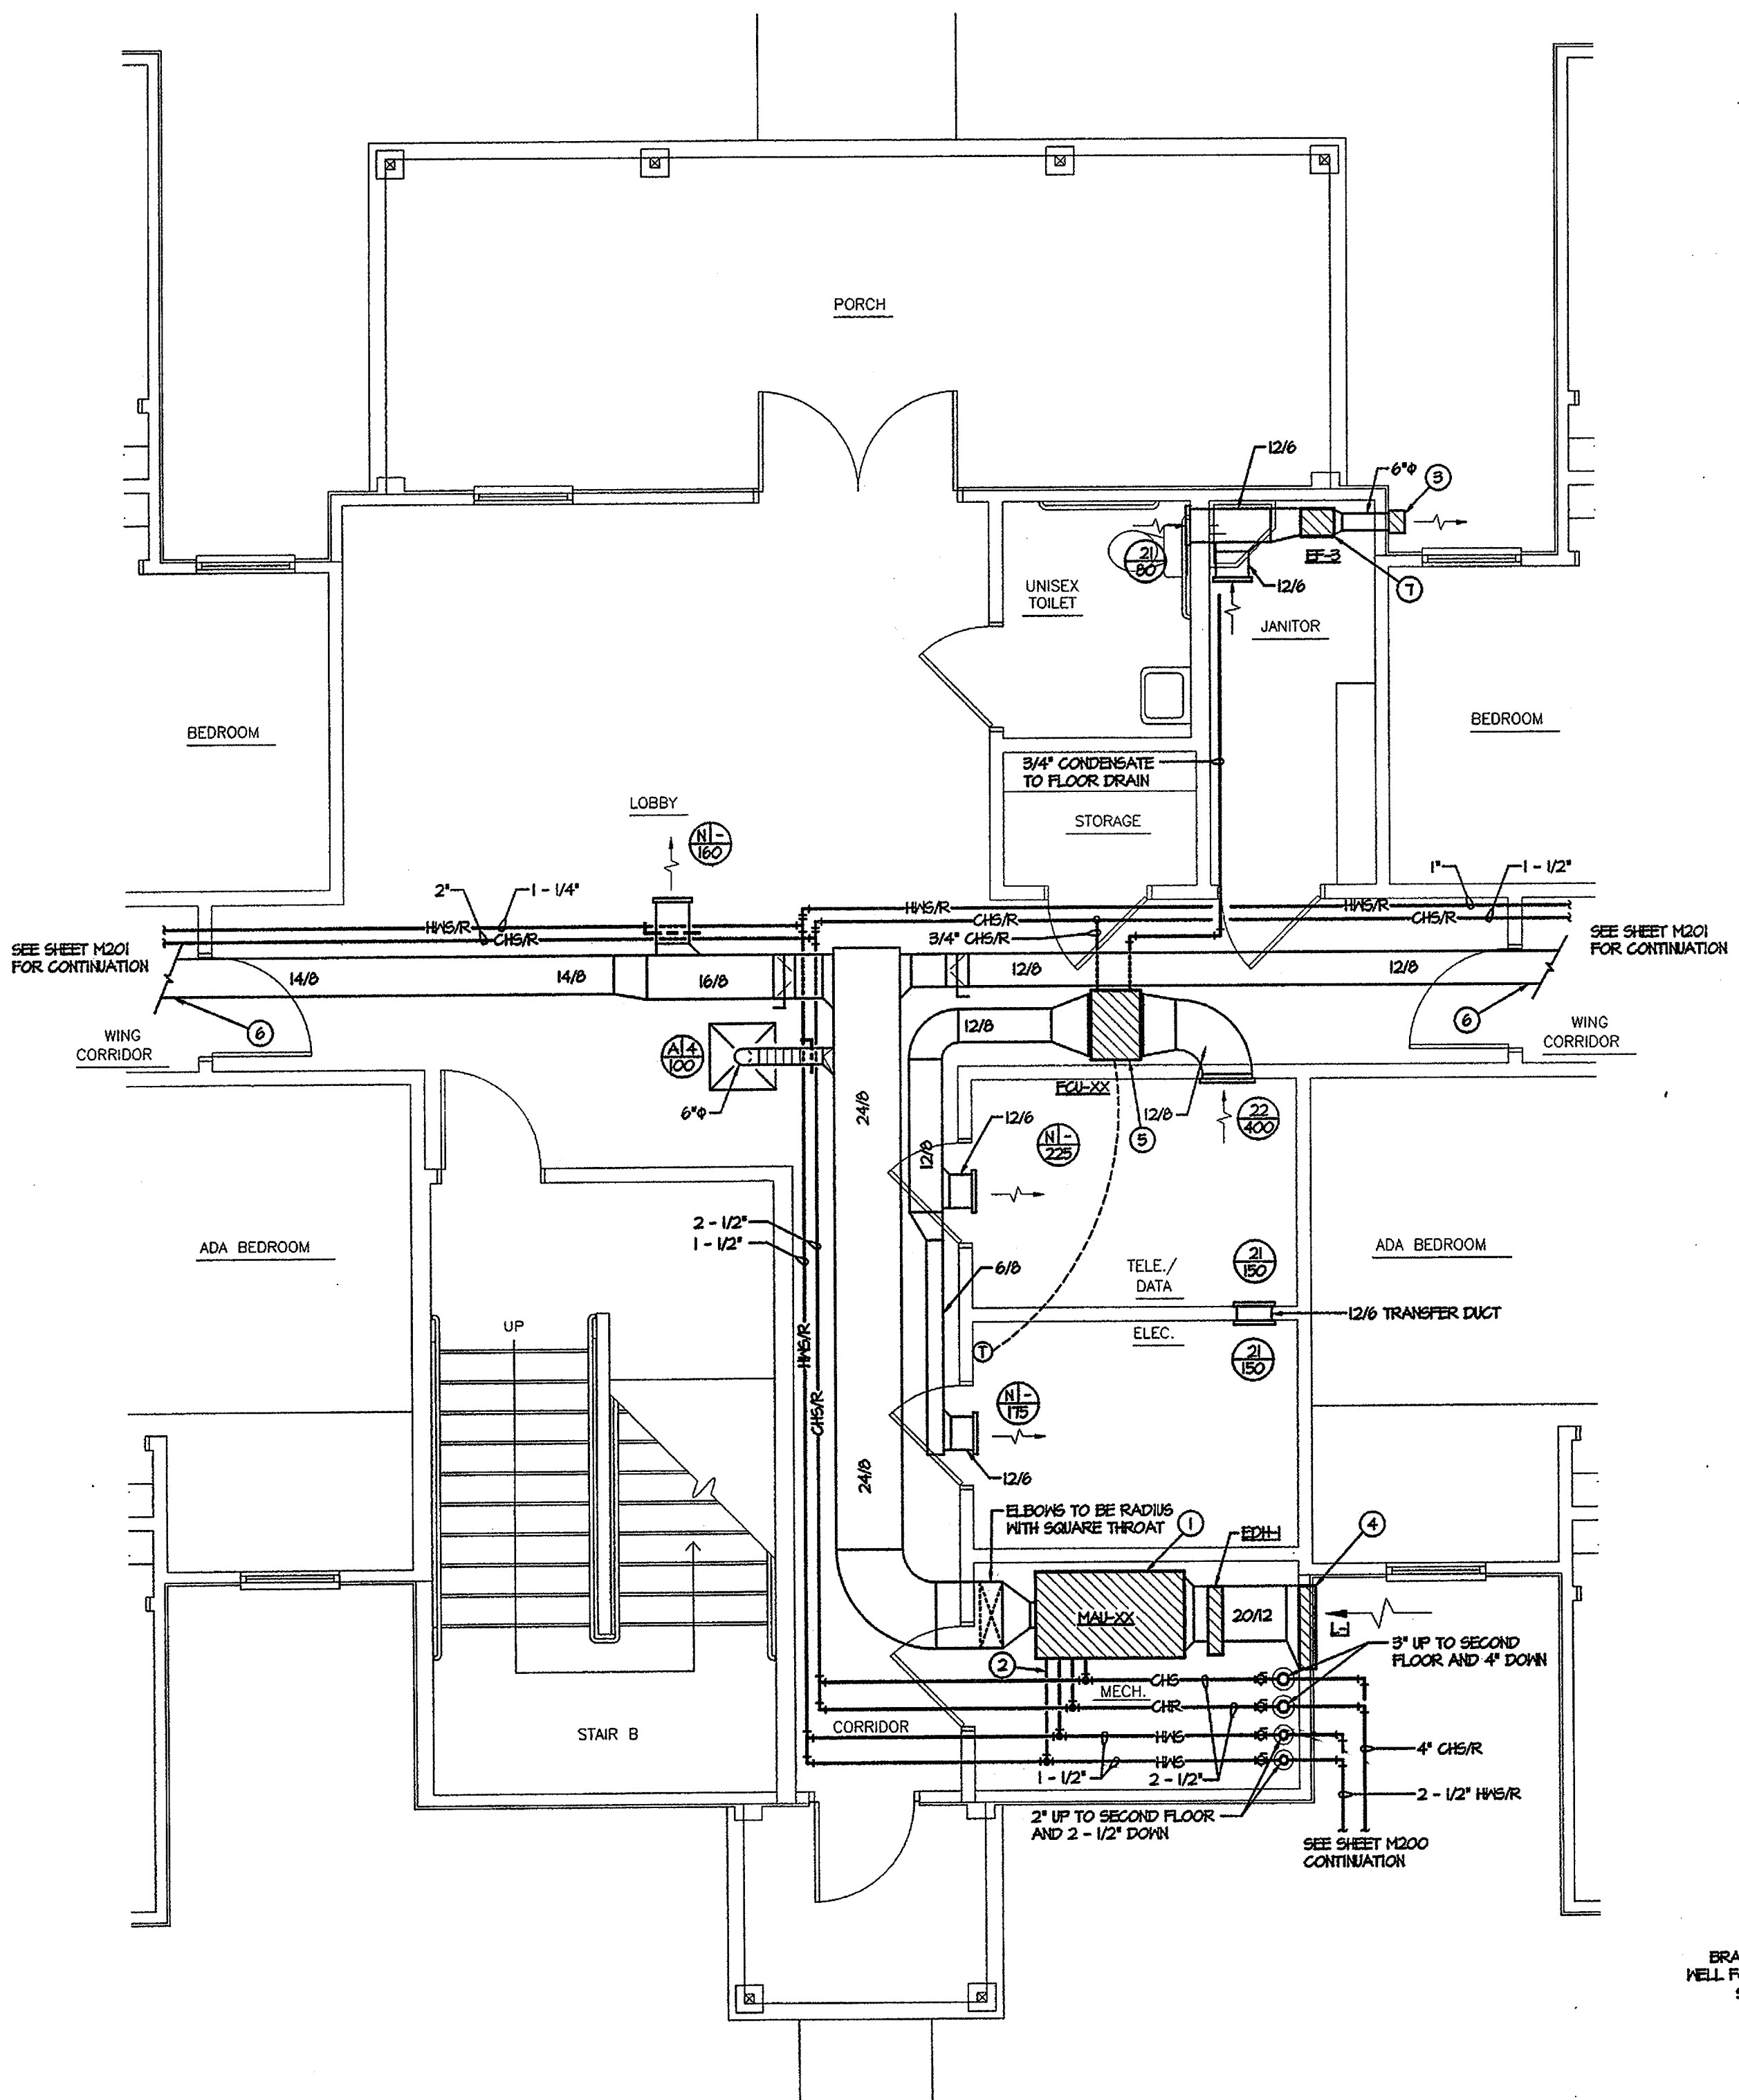 PORCH
12/6
6"φ
3
21
80
EF-3
12/6
7
UNISEX
TOILET
JANITOR
BEDROOM
BEDROOM
3/4" CONDENSATE
TO FLOOR DRAIN
LOBBY
STORAGE
N -
160
2"
1 - 1/4"
1"
1 - 1/2"
HWS/R
CHS/R
HWS/R
CHS/R
HWS/R
CHS/R
3/4" CHS/R
SEE SHEET M201
FOR CONTINUATION
SEE SHEET M201
FOR CONTINUATION
14/8
14/8
16/8
12/8
12/8
6
6
WING
CORRIDOR
WING
CORRIDOR
12/8
A 4
100
6"φ
FCU-XX
12/8
5
22
400
24/8
12/8
12/6
N -
225
2 - 1/2"
1 - 1/2"
ADA BEDROOM
ADA BEDROOM
6/8
TELE./
DATA
21
150
12/6 TRANSFER DUCT
UP
ELEC.
21
150
T
HWS/R
CHS/R
N -
175
24/8
12/6
ELBOWS TO BE RADIUS
WITH SQUARE THROAT
1
EDH-1
4
MAU-XX
20/12
L-1
3" UP TO SECOND
FLOOR AND 4" DOWN
2
CHS
MECH.
CHR
STAIR B
CORRIDOR
HWS
HWS
4" CHS/R
1 - 1/2"
2 - 1/2"
2 - 1/2" HWS/R
2" UP TO SECOND FLOOR
AND 2 - 1/2" DOWN
SEE SHEET M200
CONTINUATION
BRA
WELL F